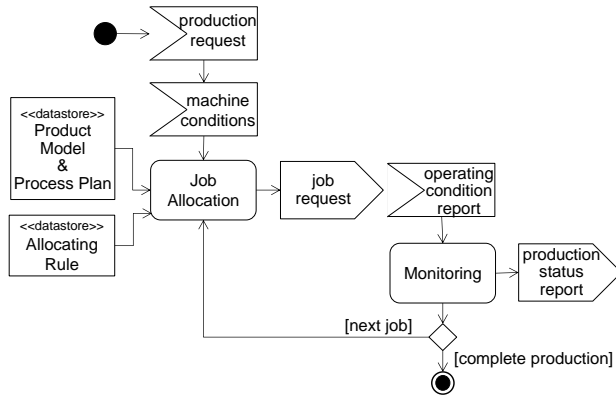 production
request
machine
conditions
<<datastore>>
Product
Model
&
Process Plan
<<datastore>>
Allocating
Rule
Job
Allocation
job
request
operating
condition
report
Monitoring
production
status
report
[next job]
[complete production]